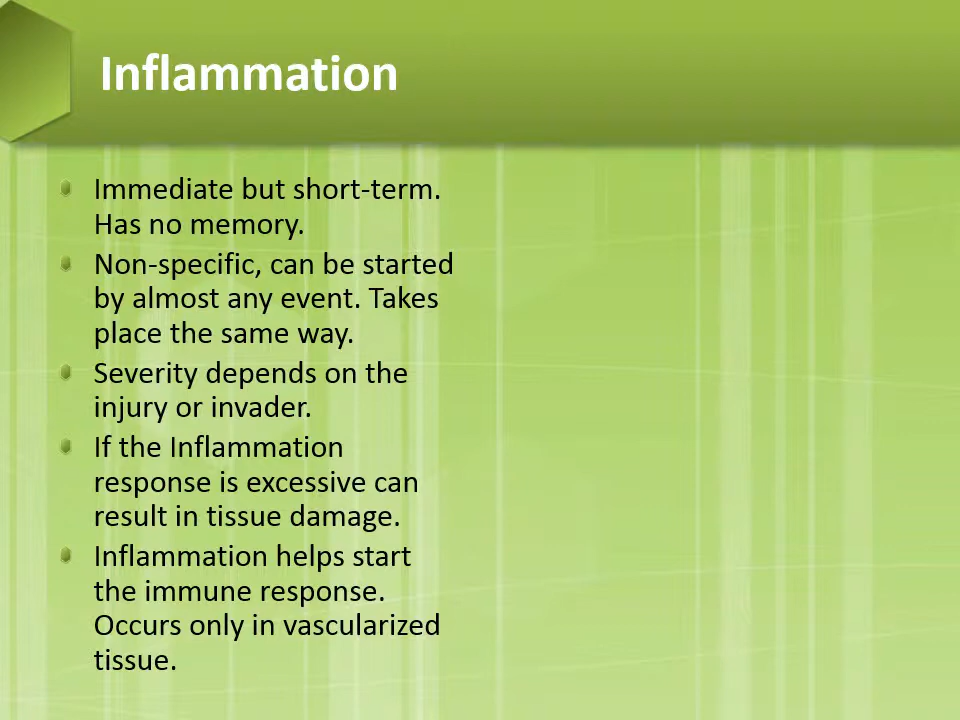 Inflammation
Immediate but short-term.
Has no memory.
Non-specific, can be started
by almost any event. Takes
place the same way.
Severity depends on the
injury or invader.
If the Inflammation
response is excessive can
result in tissue damage.
Inflammation helps start
the immune response.
Occurs only in vascularized
tissue.